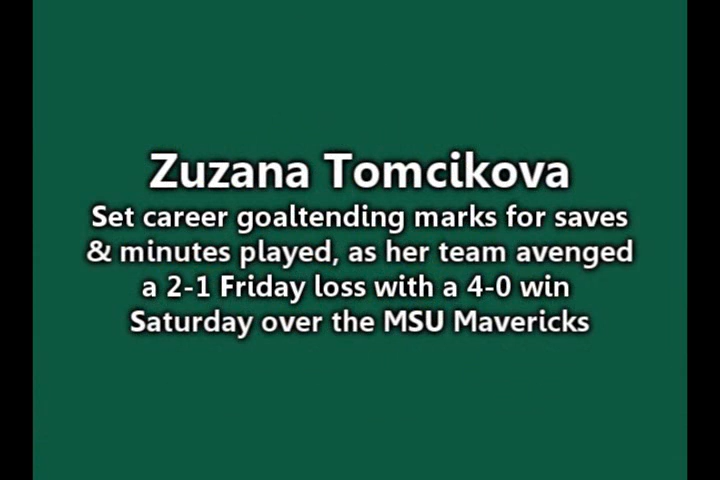 Zuzana Tomcikova
Set career goaltending marks for saves
& minutes played, as her team avenged
a 2-1 Friday loss with a 4-0 win
Saturday over the MSU Mavericks